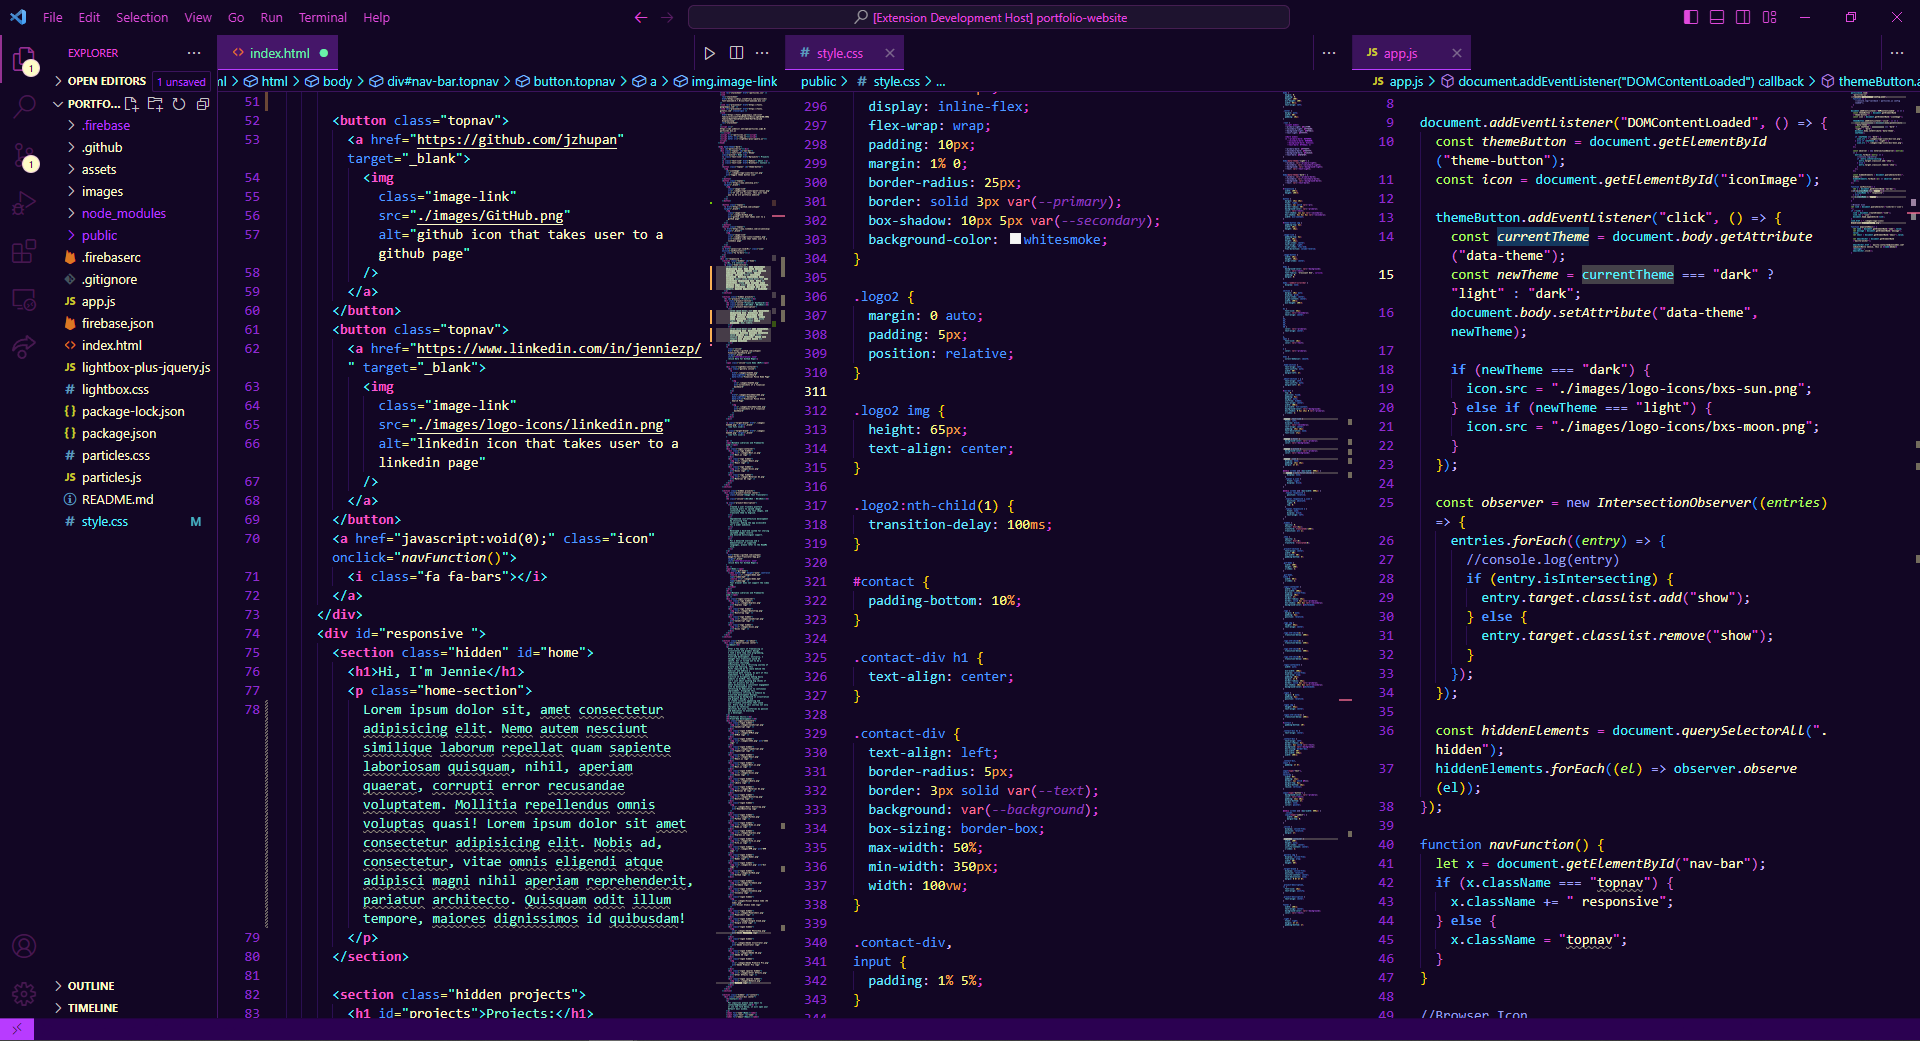 File Edit Selection View Go Run Terminal Help
[Extension Development Host] portfolio-website
EXPLORER
OPEN EDITORS 1 unsaved
PORTFO...
.firebase
.github
assets
images
node_modules
public
.firebaserc
.gitignore
JS app.js
firebase.json
<> index.html
JS lightbox-plus-jquery.js
# lightbox.css
{} package-lock.json
{} package.json
# particles.css
JS particles.js
README.md
# style.css M
OUTLINE
TIMELINE
1
1
<> index.html
ml > html > body > div#nav-bar.topnav > button.topnav > a > img.image-link
51
52 <button class="topnav">
53 <a href="https://github.com/jzhupan"
target="_blank">
54 <img
55 class="image-link"
56 src="./images/GitHub.png"
57 alt="github icon that takes user to a
github page"
58 />
59 </a>
60 </button>
61 <button class="topnav">
62 <a href="https://www.linkedin.com/in/jenniezp/
" target="_blank">
63 <img
64 class="image-link"
65 src="./images/logo-icons/linkedin.png"
66 alt="linkedin icon that takes user to a
linkedin page"
67 />
68 </a>
69 </button>
70 <a href="javascript:void(0);" class="icon"
onclick="navFunction()">
71 <i class="fa fa-bars"></i>
72 </a>
73 </div>
74 <div id="responsive ">
75 <section class="hidden" id="home">
76 <h1>Hi, I'm Jennie</h1>
77 <p class="home-section">
78 Lorem ipsum dolor sit, amet consectetur
adipisicing elit. Nemo autem nesciunt
similique laborum repellat quam sapiente
laboriosam quisquam, nihil, aperiam
quaerat, corrupti error recusandae
voluptatem. Mollitia repellendus omnis
voluptas quasi! Lorem ipsum dolor sit amet
consectetur adipisicing elit. Nobis ad,
consectetur, vitae omnis eligendi atque
adipisci magni nihil aperiam reprehenderit,
pariatur architecto. Quisquam odit illum
tempore, maiores dignissimos id quibusdam!
79 </p>
80 </section>
81
82 <section class="hidden projects">
83 <h1 id="projects">Projects:</h1>
# style.css
public > # style.css > ...
296 display: inline-flex;
297 flex-wrap: wrap;
298 padding: 10px;
299 margin: 1% 0;
300 border-radius: 25px;
301 border: solid 3px var(--primary);
302 box-shadow: 10px 5px var(--secondary);
303 background-color: whitesmoke;
304 }
305
306 .logo2 {
307 margin: 0 auto;
308 padding: 5px;
309 position: relative;
310 }
311
312 .logo2 img {
313 height: 65px;
314 text-align: center;
315 }
316
317 .logo2:nth-child(1) {
318 transition-delay: 100ms;
319 }
320
321 #contact {
322 padding-bottom: 10%;
323 }
324
325 .contact-div h1 {
326 text-align: center;
327 }
328
329 .contact-div {
330 text-align: left;
331 border-radius: 5px;
332 border: 3px solid var(--text);
333 background: var(--background);
334 box-sizing: border-box;
335 max-width: 50%;
336 min-width: 350px;
337 width: 100vw;
338 }
339
340 .contact-div,
341 input {
342 padding: 1% 5%;
343 }
344
JS app.js
JS app.js > document.addEventListener("DOMContentLoaded") callback > themeButton.a
8
9 document.addEventListener("DOMContentLoaded", () => {
10 const themeButton = document.getElementById
("theme-button");
11 const icon = document.getElementById("iconImage");
12
13 themeButton.addEventListener("click", () => {
14 const currentTheme = document.body.getAttribute
("data-theme");
15 const newTheme = currentTheme === "dark" ?
"light" : "dark";
16 document.body.setAttribute("data-theme",
newTheme);
17
18 if (newTheme === "dark") {
19 icon.src = "./images/logo-icons/bxs-sun.png";
20 } else if (newTheme === "light") {
21 icon.src = "./images/logo-icons/bxs-moon.png";
22 }
23 });
24
25 const observer = new IntersectionObserver((entries)
=> {
26 entries.forEach((entry) => {
27 //console.log(entry)
28 if (entry.isIntersecting) {
29 entry.target.classList.add("show");
30 } else {
31 entry.target.classList.remove("show");
32 }
33 });
34 });
35
36 const hiddenElements = document.querySelectorAll(".
hidden");
37 hiddenElements.forEach((el) => observer.observe
(el));
38 });
39
40 function navFunction() {
41 let x = document.getElementById("nav-bar");
42 if (x.className === "topnav") {
43 x.className += " responsive";
44 } else {
45 x.className = "topnav";
46 }
47 }
48
49 //Browser Icon